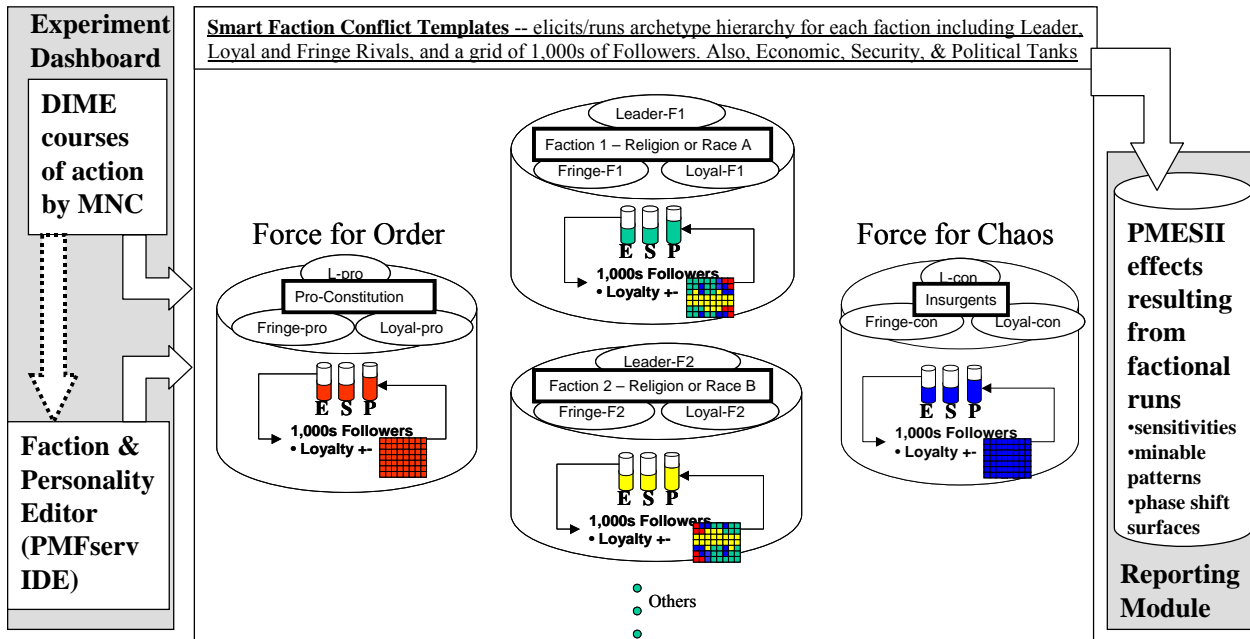 Experiment
Dashboard
DIME
courses
of action
by MNC
Faction &
Personality
Editor
(PMFserv
IDE)
Smart Faction Conflict Templates -- elicits/runs archetype hierarchy for each faction including Leader,
Loyal and Fringe Rivals, and a grid of 1,000s of Followers. Also, Economic, Security, & Political Tanks
Force for Order
L-pro
Pro-Constitution
Fringe-pro
Loyal-pro
E S P
1,000s Followers
• Loyalty +-
Leader-F1
Faction 1 – Religion or Race A
Fringe-F1
Loyal-F1
E S P
1,000s Followers
• Loyalty +-
Leader-F2
Faction 2 – Religion or Race B
Fringe-F2
Loyal-F2
E S P
1,000s Followers
• Loyalty +-
Others
Force for Chaos
L-con
Insurgents
Fringe-con
Loyal-con
E S P
1,000s Followers
• Loyalty +-
PMESII
effects
resulting
from
factional
runs
•sensitivities
•minable
patterns
•phase shift
surfaces
Reporting
Module